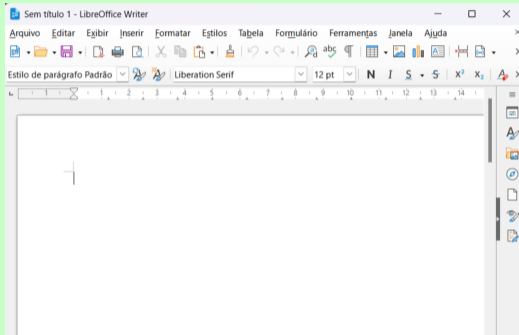 Sem título 1 - LibreOffice Writer
Arquivo Editar Exibir Inserir Formatar Estilos Tabela Formulário Ferramentas Janela Ajuda
Estilo de parágrafo Padrão Liberation Serif 12 pt N I S S X² X₂ A
1 1 2 3 4 5 6 7 8 9 10 11 12 13 14